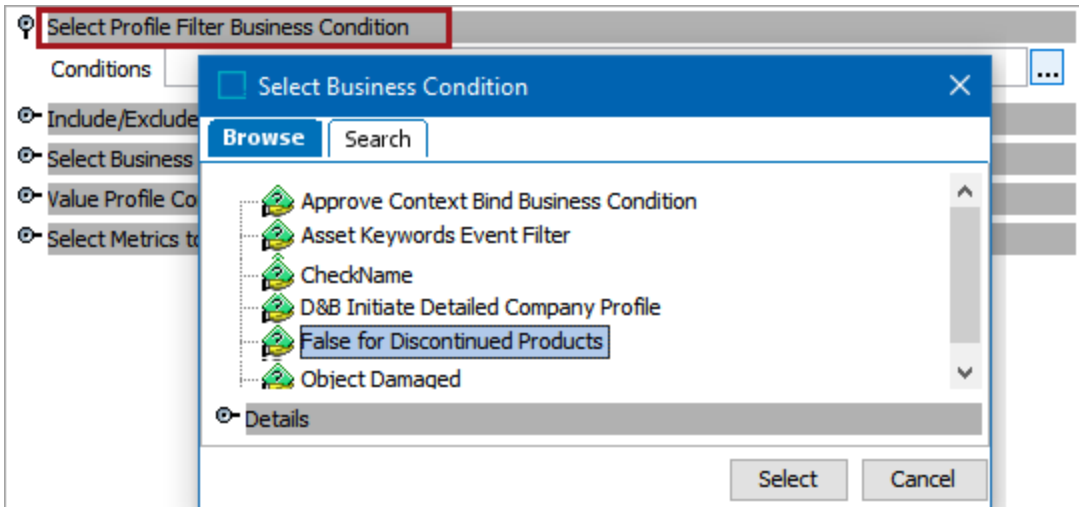 Select Profile Filter Business Condition
Conditions
...
Include/Exclude
Select Business
Value Profile Co
Select Metrics to
Select Business Condition
Browse
Search
Approve Context Bind Business Condition
Asset Keywords Event Filter
CheckName
D&B Initiate Detailed Company Profile
False for Discontinued Products
Object Damaged
Details
Select
Cancel